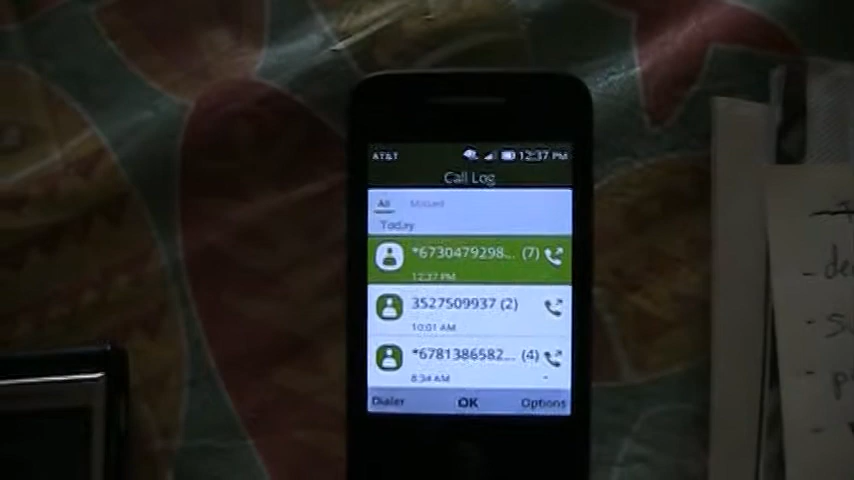 AT&T 12:37 PM
Call Log
All Missed
Today
*6730479298... (7)
12:37 PM
3527509937 (2)
10:01 AM
*6781386582... (4)
8:34 AM
Dialer OK Options